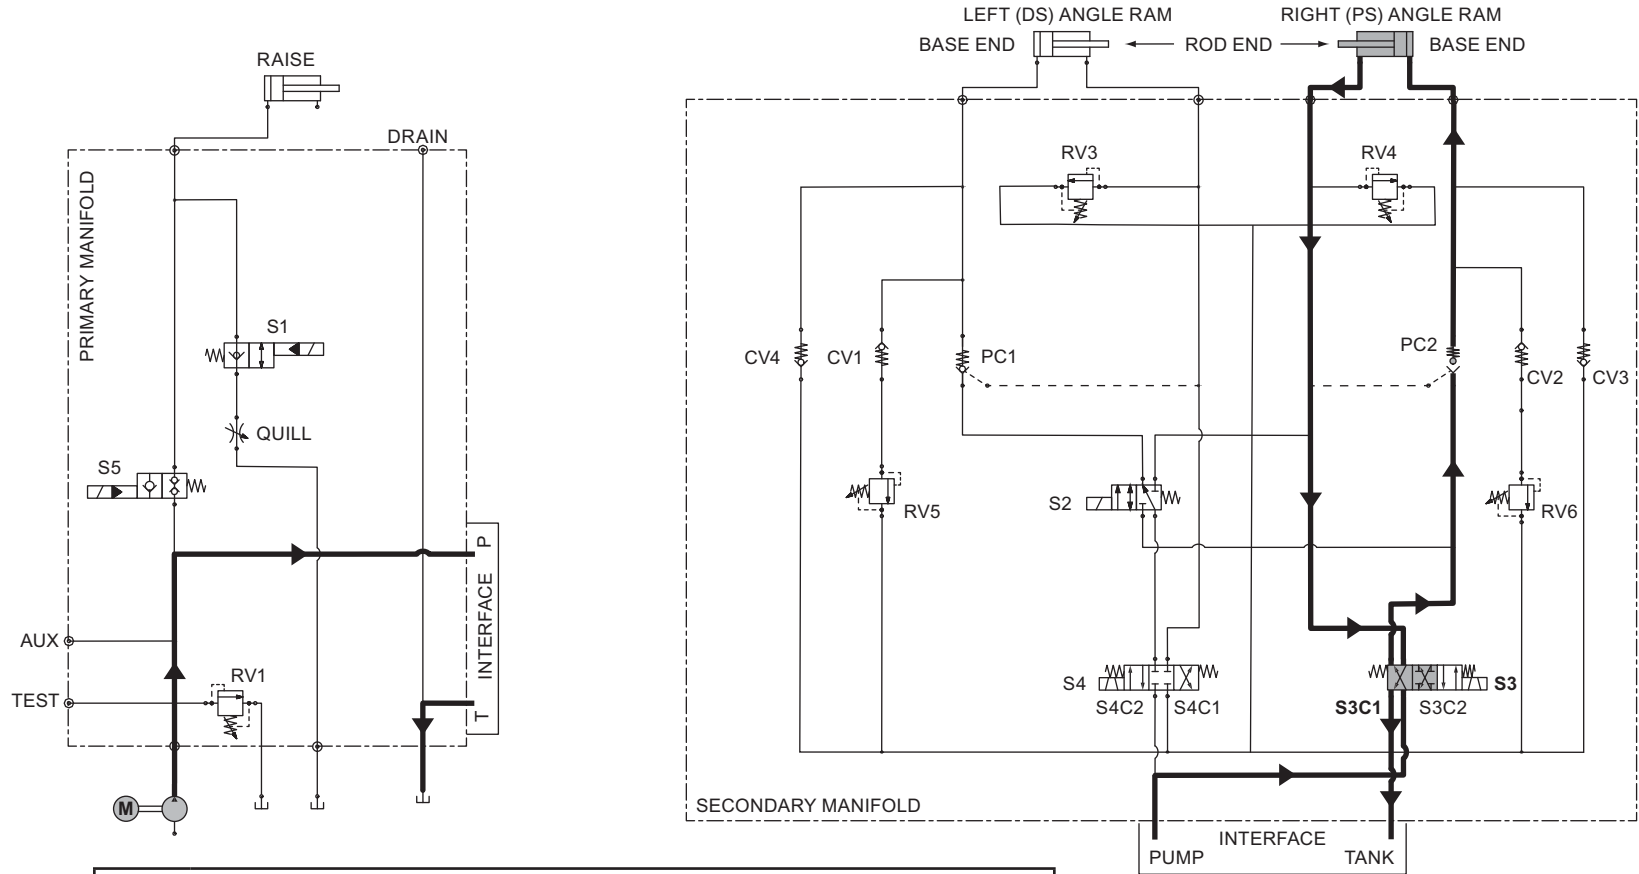 LEFT (DS) ANGLE RAM
RIGHT (PS) ANGLE RAM
BASE END
ROD END
BASE END
RAISE
DRAIN
PRIMARY MANIFOLD
RV3
RV4
S1
CV4
CV1
PC1
PC2
CV2
CV3
QUILL
S5
S2
RV5
RV6
P
INTERFACE
T
AUX
TEST
RV1
S4
S4C2
S4C1
S3C1
S3C2
S3
M
SECONDARY MANIFOLD
INTERFACE
PUMP
TANK